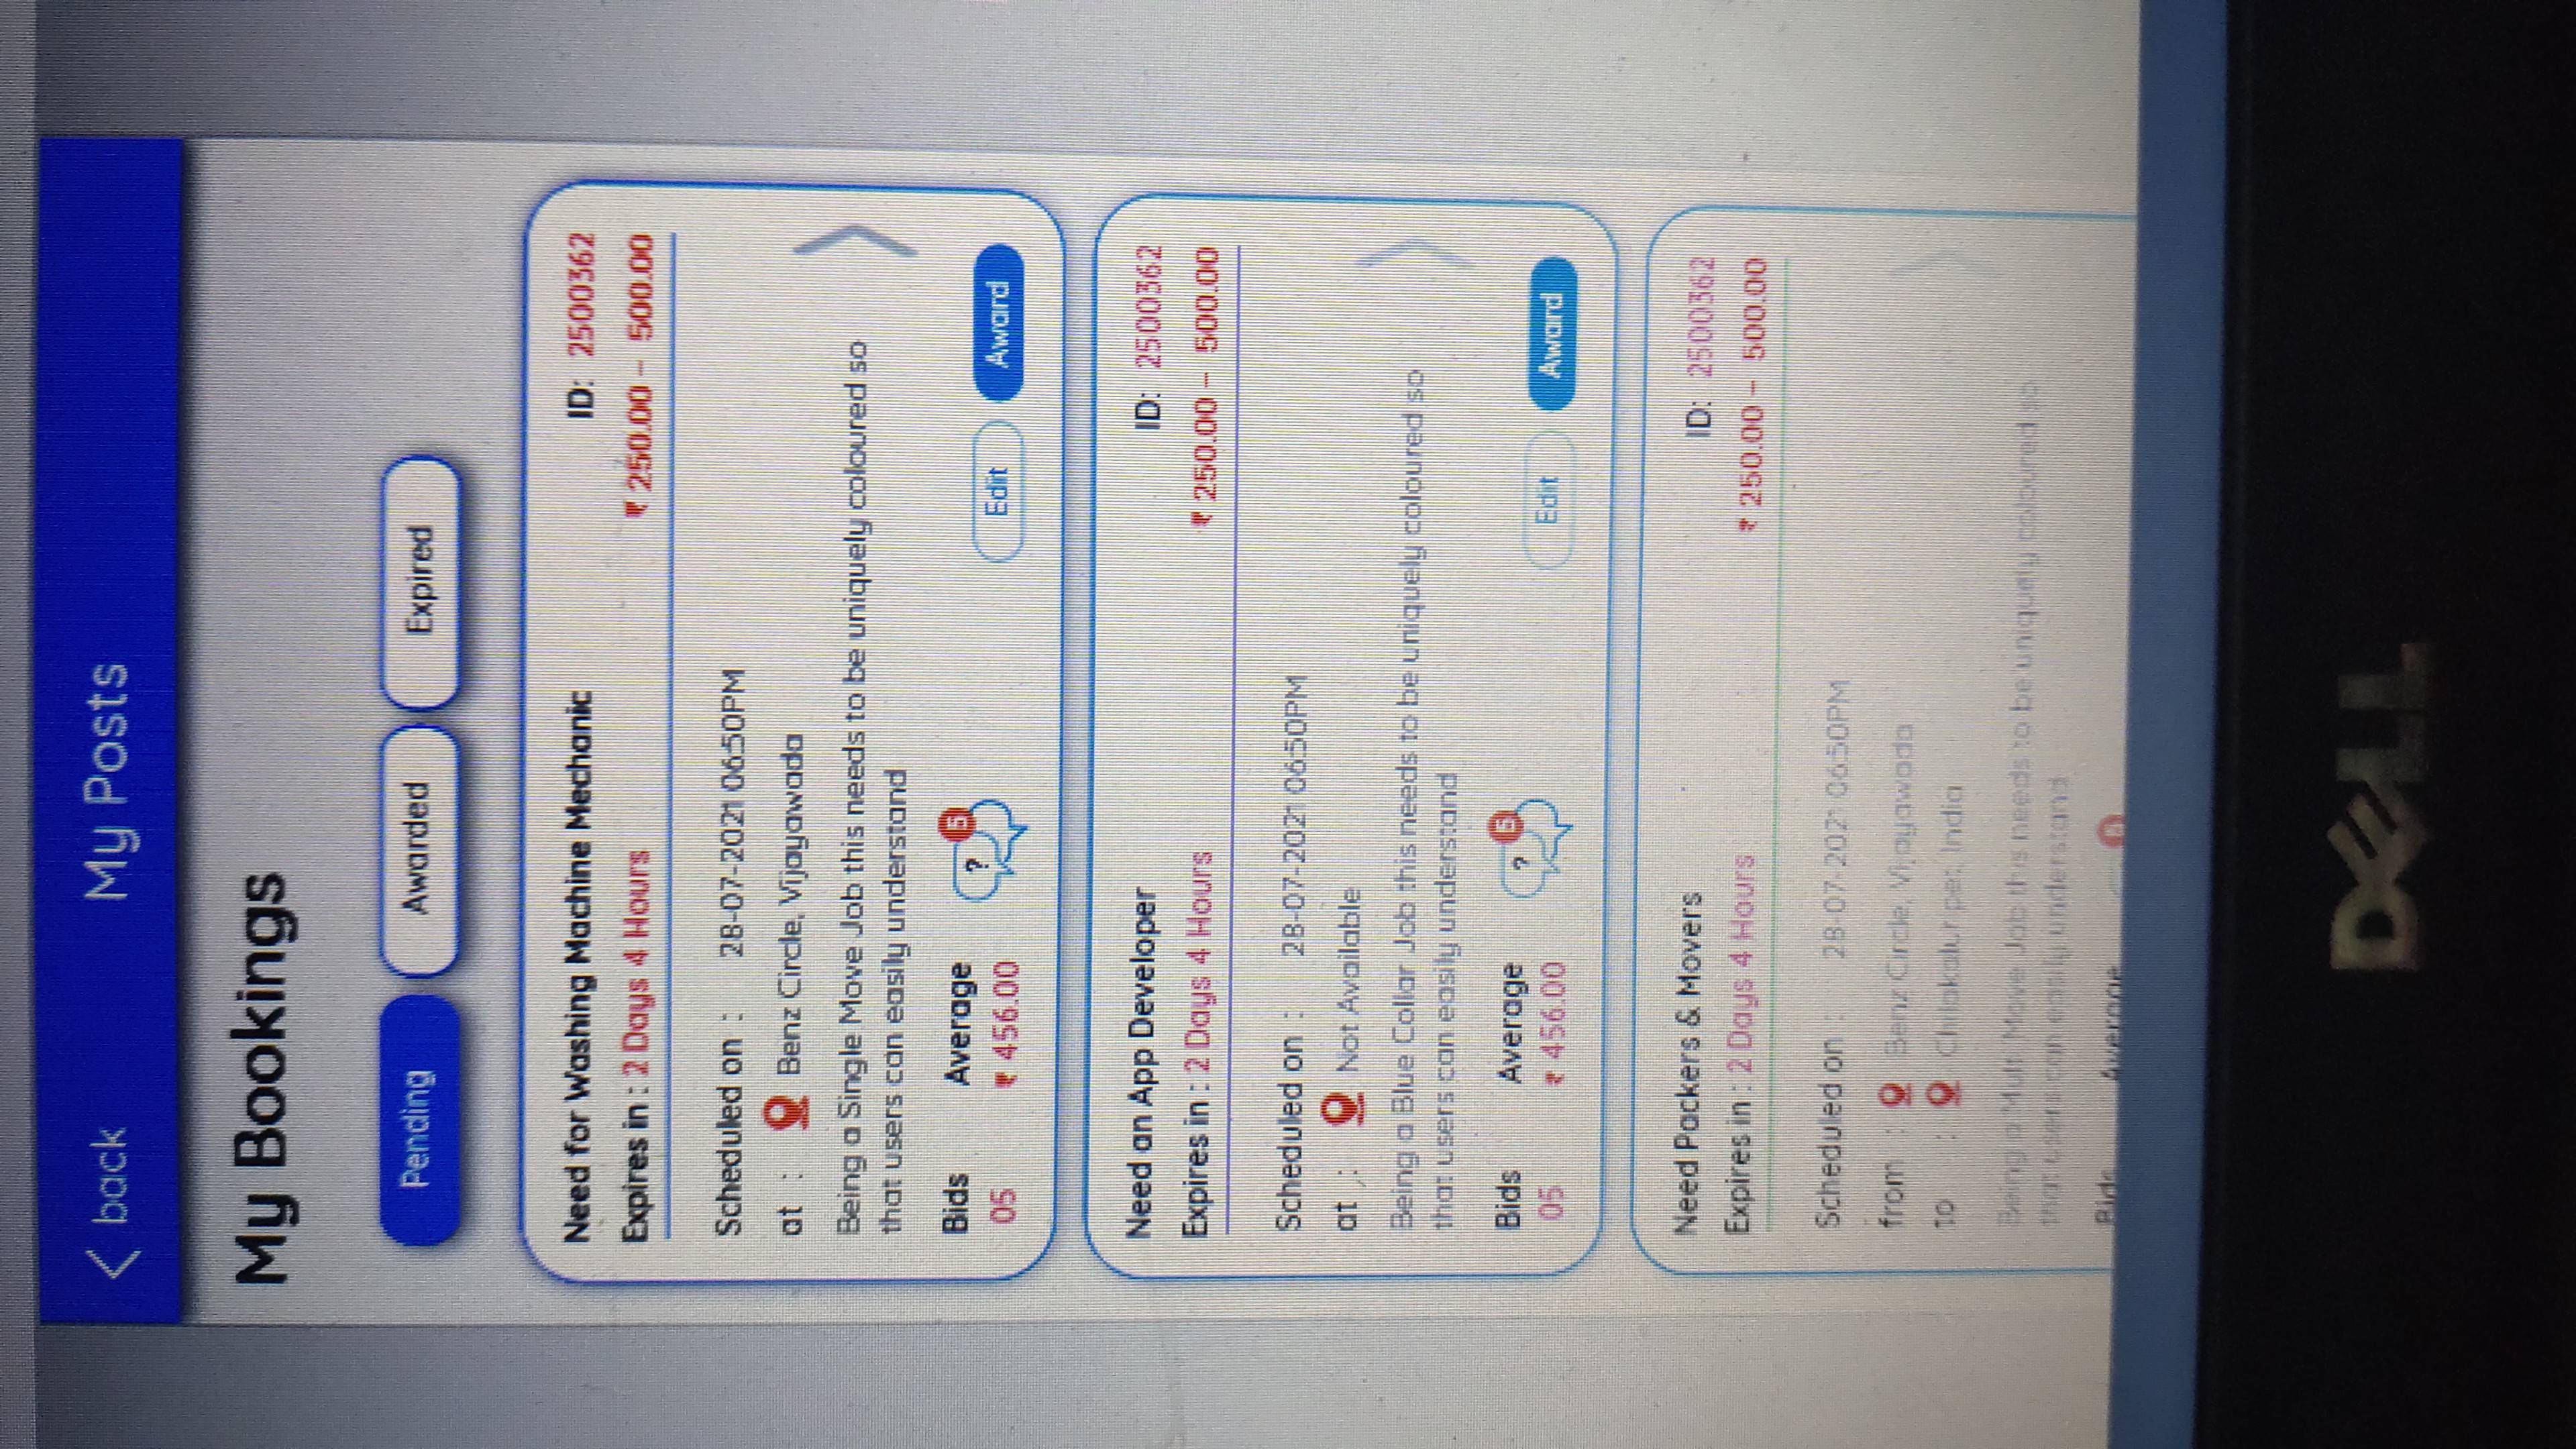 < back My Posts
My Bookings
Pending Awarded Expired
Need for Washing Machine Mechanic ID: 2500362
Expires in : 2 Days 4 Hours ₹ 250.00 – 500.00
Scheduled on : 28-07-2021 06:50PM
at : Benz Circle, Vijayawada
Being a Single Move Job this needs to be uniquely coloured so
that users can easily understand
Bids Average ? 5
05 ₹ 456.00 Edit Award
Need an App Developer ID: 2500362
Expires in : 2 Days 4 Hours ₹ 250.00 – 500.00
Scheduled on : 28-07-2021 06:50PM
at : Not Available
Being a Blue Collar Job this needs to be uniquely coloured so
that users can easily understand
Bids Average ? 5
05 ₹ 456.00 Edit Award
Need Packers & Movers ID: 2500362
Expires in : 2 Days 4 Hours ₹ 250.00 – 500.00
Scheduled on : 28-07-2021 06:50PM
from : Benz Circle, Vijayawada
to : India
Being a Multi Move Job this needs to be uniquely coloured so
that users can easily understand
Bids Average
DELL